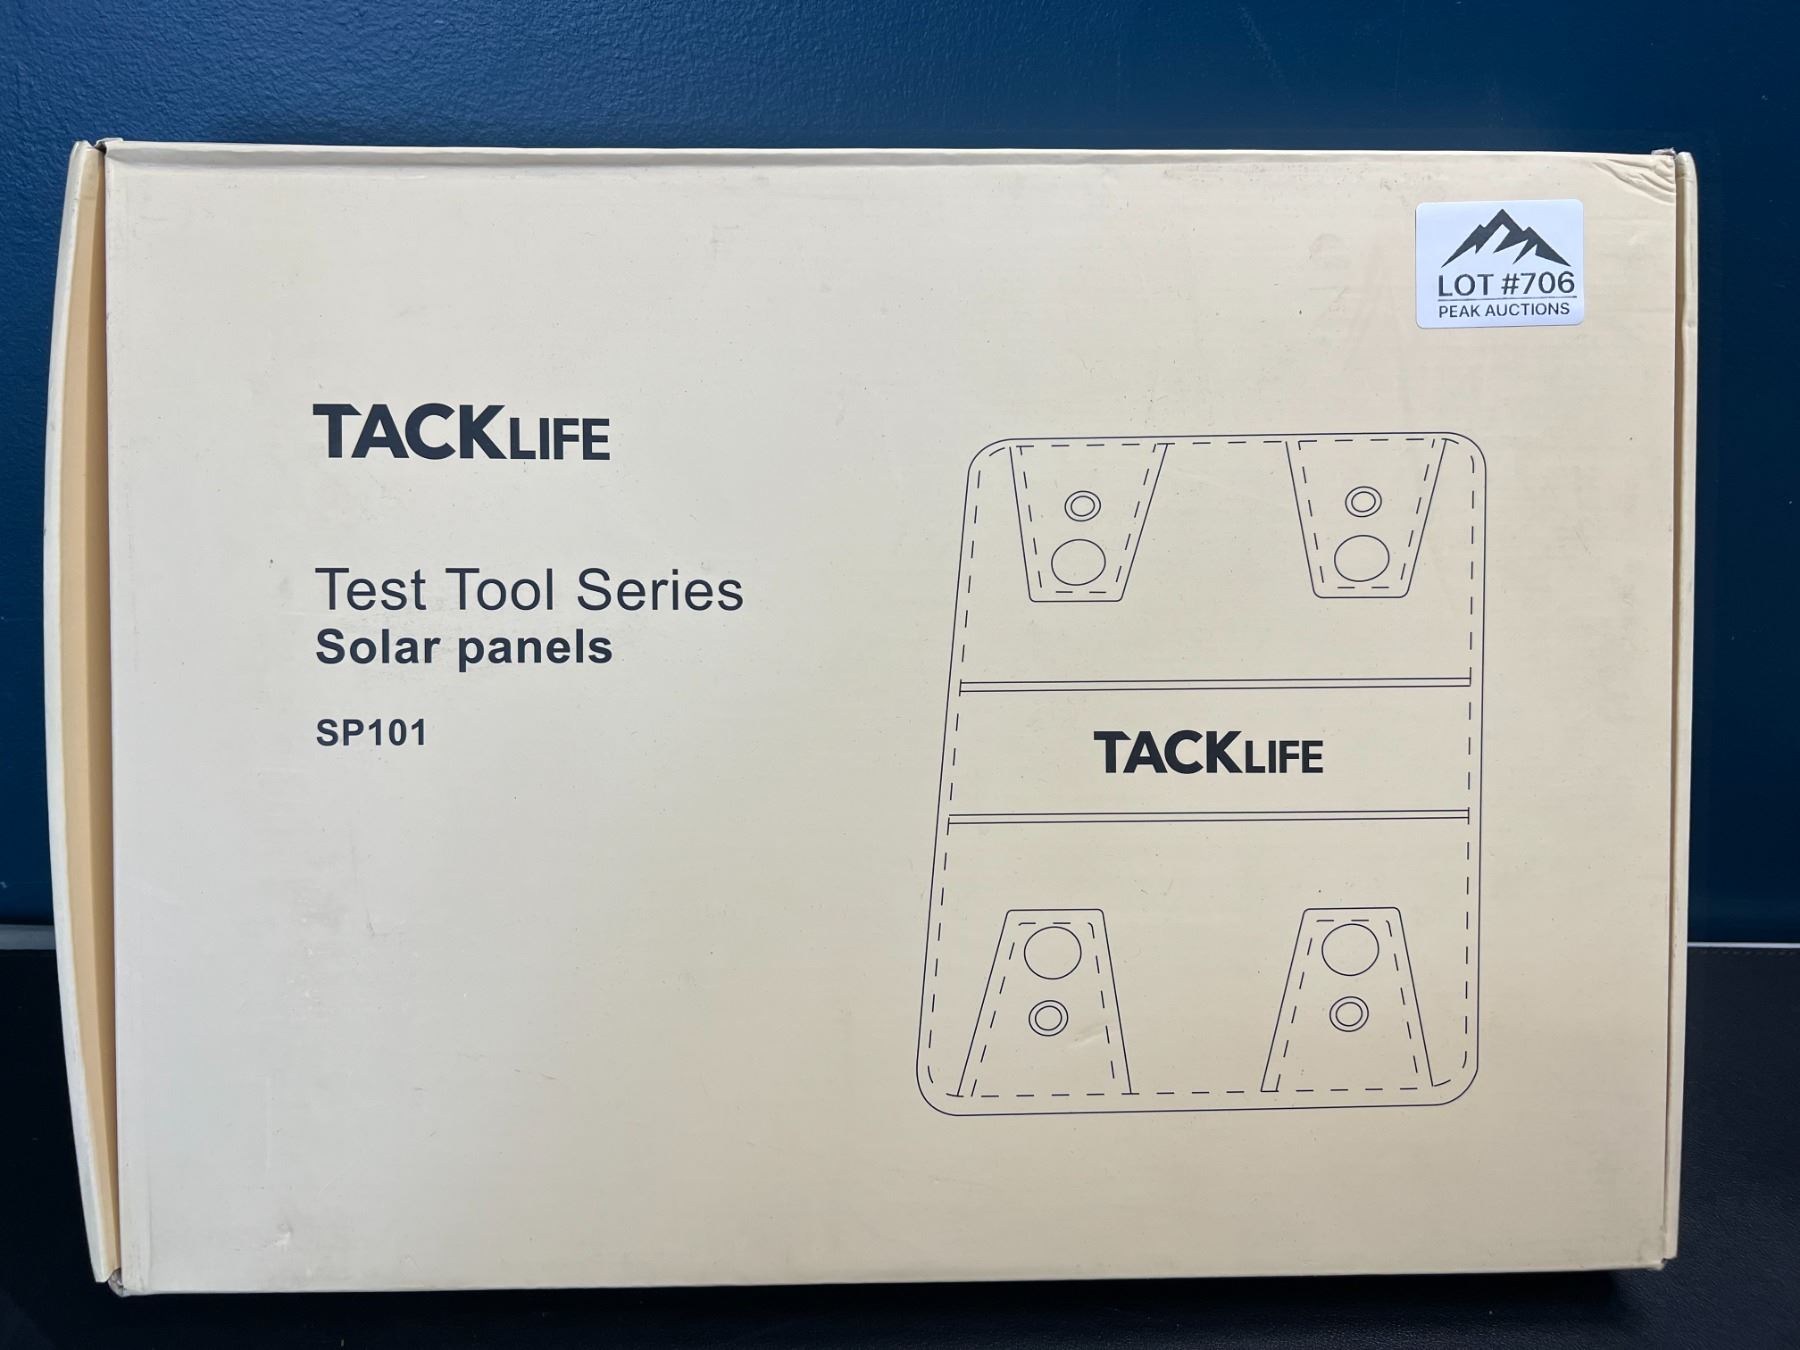 LOT #706
PEAK AUCTIONS
TACKLIFE
Test Tool Series
Solar panels
SP101
TACKLIFE